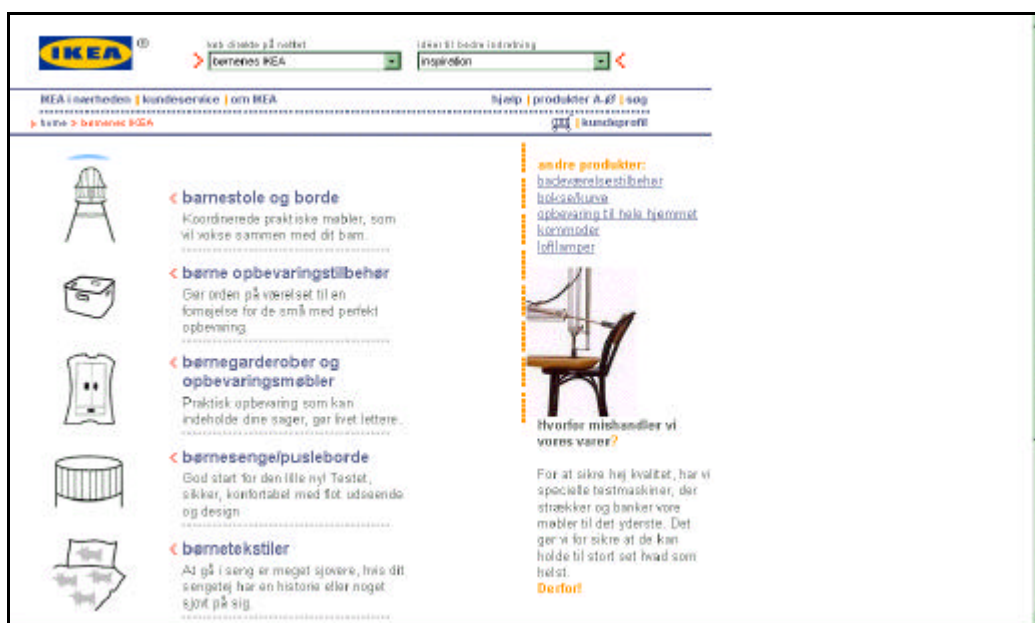 IKEA ®
køb direkte på nettet
børnenes IKEA
idéer til bedre indretning
inspiration
IKEA i nærheden | kundeservice | om IKEA
hjælp | produkter A-Ø | søg
home > børnenes IKEA
| kundeprofil
barnestole og borde
Koordinerede praktiske møbler, som
vil vokse sammen med dit barn.
børne opbevaringstilbehør
Gør orden på værelset til en
fornøjelse for de små med perfekt
opbevaring.
børnegarderober og
opbevaringsmøbler
Praktisk opbevaring som kan
indeholde dine sager, gør livet lettere.
børnesenge/pusleborde
God start for den lille ny! Testet,
sikker, konfortabel med flot udseende
og design
børnetekstiler
At gå i seng er meget sjovere, hvis dit
sengetøj har en historie eller noget
sjovt på sig.
andre produkter:
badeværelsestilbehør
bokse/kurve
opbevaring til hele hjemmet
kommoder
loftlamper
Hvorfor mishandler vi
vores varer?
For at sikre høj kvalitet, har vi
specielle testmaskiner, der
strækker og banker vore
møbler til det yderste. Det
gør vi for sikre at de kan
holde til stort set hvad som
helst.
Derfor!